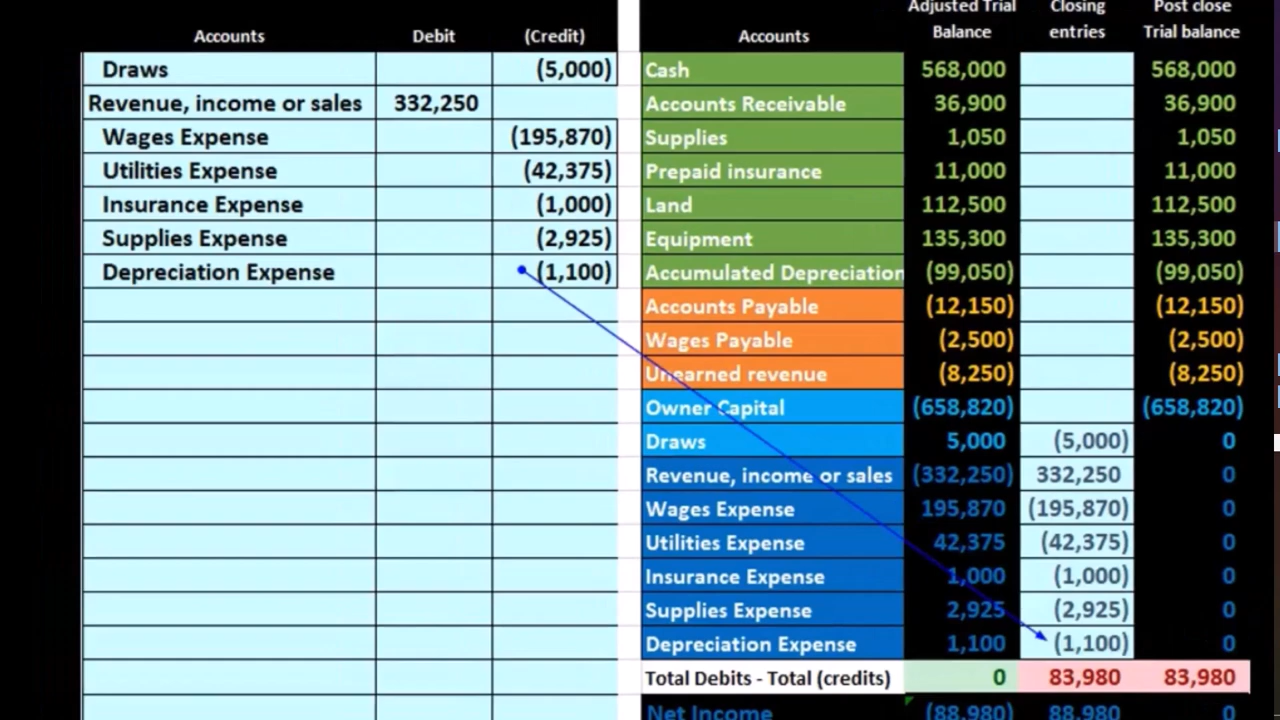 Accounts Debit (Credit)
Draws (5,000)
Revenue, income or sales 332,250
Wages Expense (195,870)
Utilities Expense (42,375)
Insurance Expense (1,000)
Supplies Expense (2,925)
Depreciation Expense (1,100)
Accounts Adjusted Trial Balance Closing entries Post close Trial balance
Cash 568,000 568,000
Accounts Receivable 36,900 36,900
Supplies 1,050 1,050
Prepaid insurance 11,000 11,000
Land 112,500 112,500
Equipment 135,300 135,300
Accumulated Depreciation (99,050) (99,050)
Accounts Payable (12,150) (12,150)
Wages Payable (2,500) (2,500)
Unearned revenue (8,250) (8,250)
Owner Capital (658,820) (658,820)
Draws 5,000 (5,000) 0
Revenue, income or sales (332,250) 332,250 0
Wages Expense 195,870 (195,870) 0
Utilities Expense 42,375 (42,375) 0
Insurance Expense 1,000 (1,000) 0
Supplies Expense 2,925 (2,925) 0
Depreciation Expense 1,100 (1,100) 0
Total Debits - Total (credits) 0 83,980 83,980
Net Income (88,980) 88,980 0